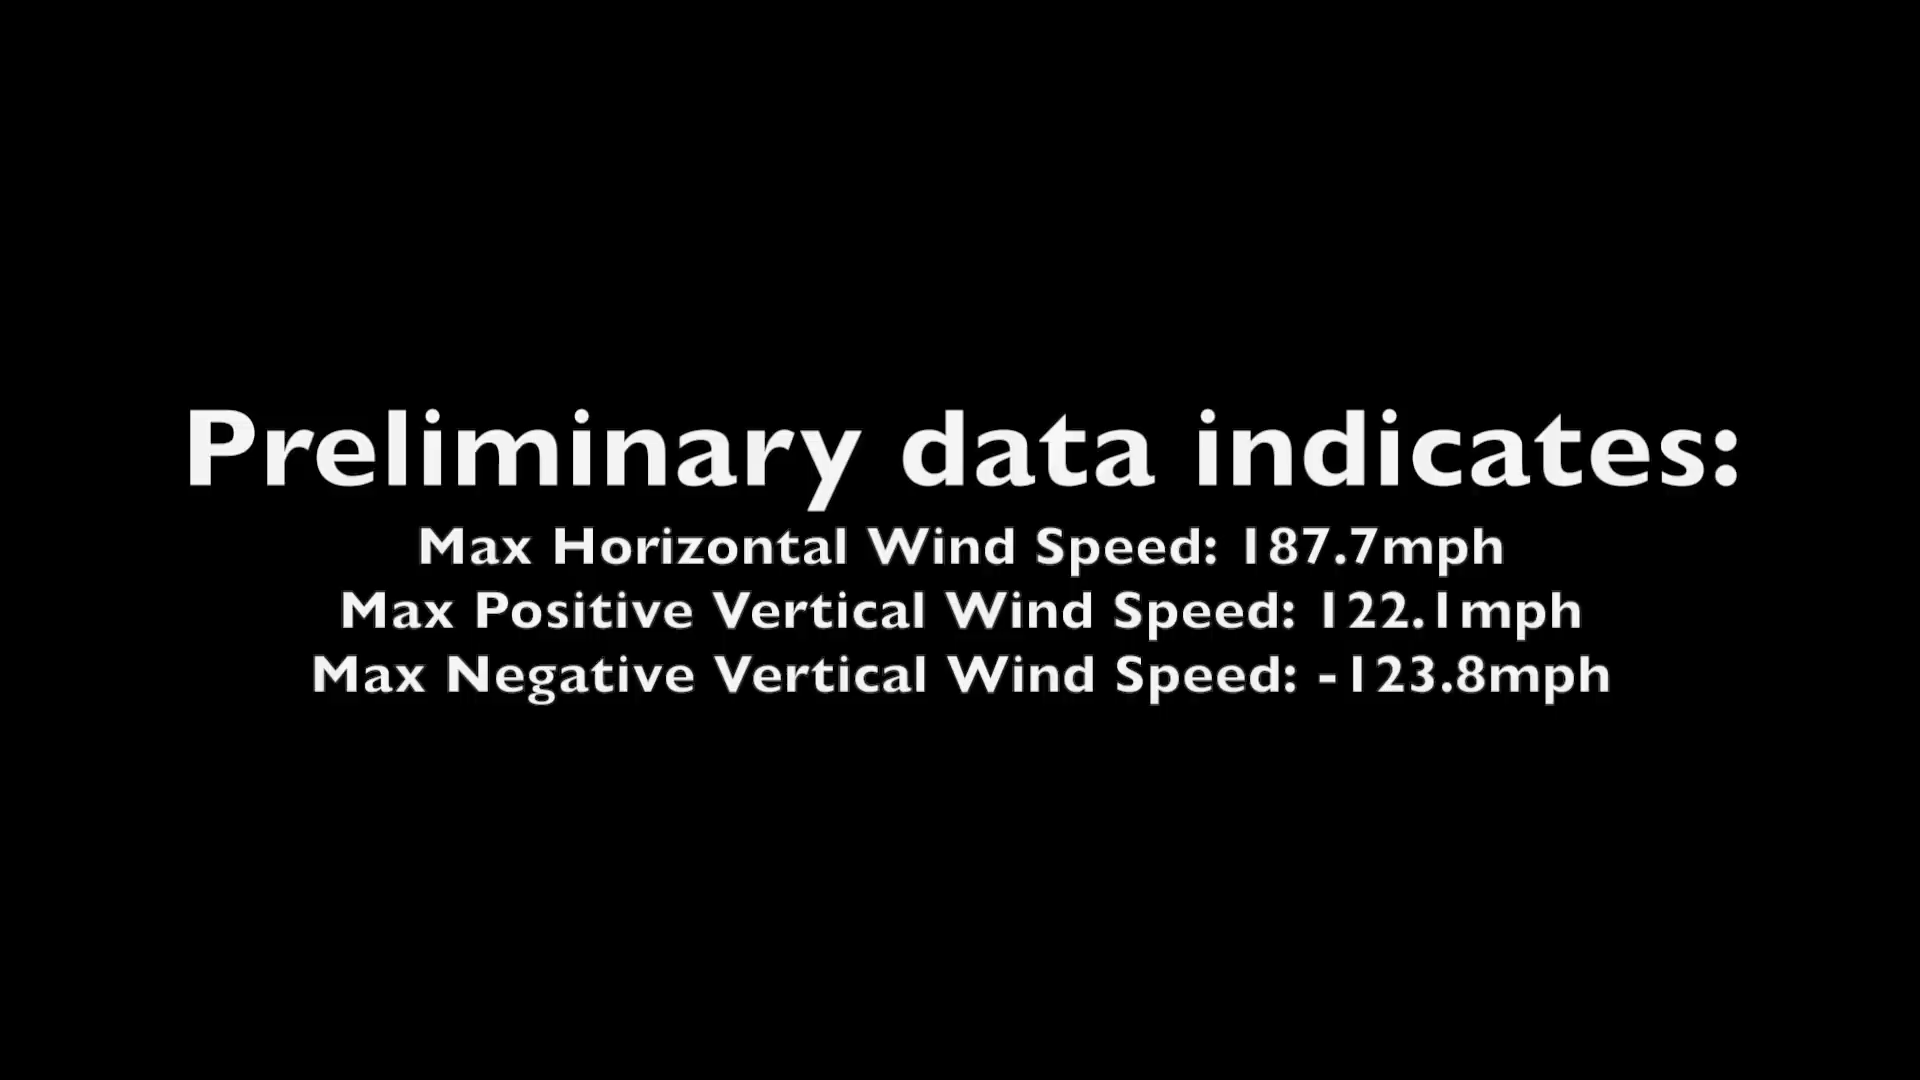 Preliminary data indicates:
Max Horizontal Wind Speed: 187.7mph
Max Positive Vertical Wind Speed: 122.1mph
Max Negative Vertical Wind Speed: -123.8mph